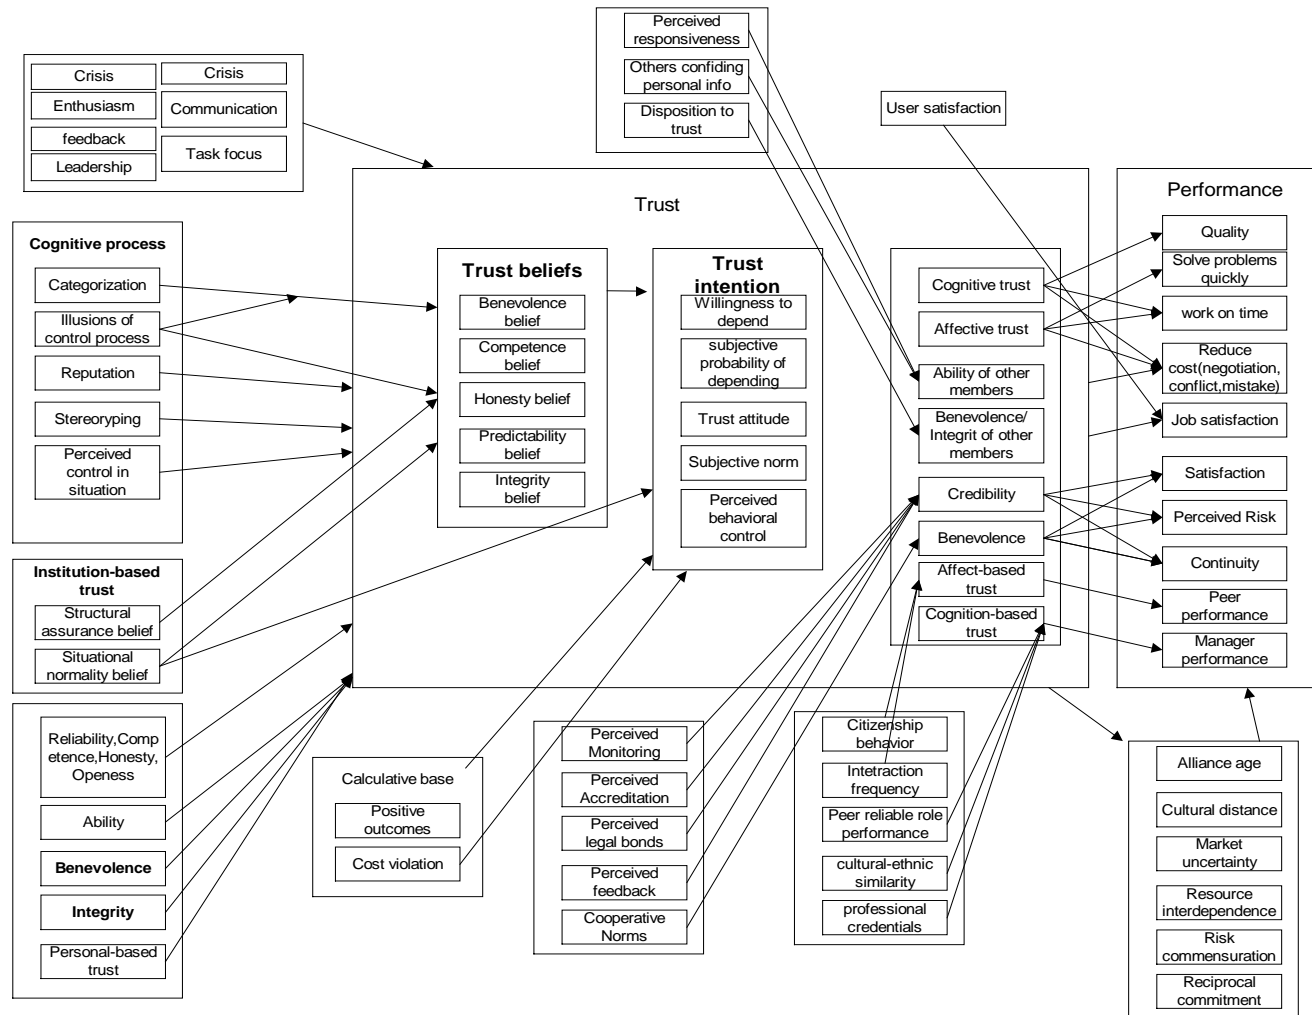 Crisis
Enthusiasm
feedback
Leadership
Crisis
Communication
Task focus
Perceived
responsiveness
Others confiding
personal info
Disposition to
trust
User satisfaction
Cognitive process
Categorization
Illusions of
control process
Reputation
Stereoryping
Perceived
control in
situation
Institution-based
trust
Structural
assurance belief
Situational
normality belief
Reliability,Comp
etence,Honesty,
Openess
Ability
Benevolence
Integrity
Personal-based
trust
Trust
Trust beliefs
Benevolence
belief
Competence
belief
Honesty belief
Predictability
belief
Integrity
belief
Trust
intention
Willingness to
depend
subjective
probability of
depending
Trust attitude
Subjective norm
Perceived
behavioral
control
Cognitive trust
Affective trust
Ability of other
members
Benevolence/
Integrit of other
members
Credibility
Benevolence
Affect-based
trust
Cognition-based
trust
Performance
Quality
Solve problems
quickly
work on time
Reduce
cost(negotiation,
conflict,mistake)
Job satisfaction
Satisfaction
Perceived Risk
Continuity
Peer
performance
Manager
performance
Calculative base
Positive
outcomes
Cost violation
Perceived
Monitoring
Perceived
Accreditation
Perceived
legal bonds
Perceived
feedback
Cooperative
Norms
Citizenship
behavior
Intetraction
frequency
Peer reliable role
performance
cultural-ethnic
similarity
professional
credentials
Alliance age
Cultural distance
Market
uncertainty
Resource
interdependence
Risk
commensuration
Reciprocal
commitment